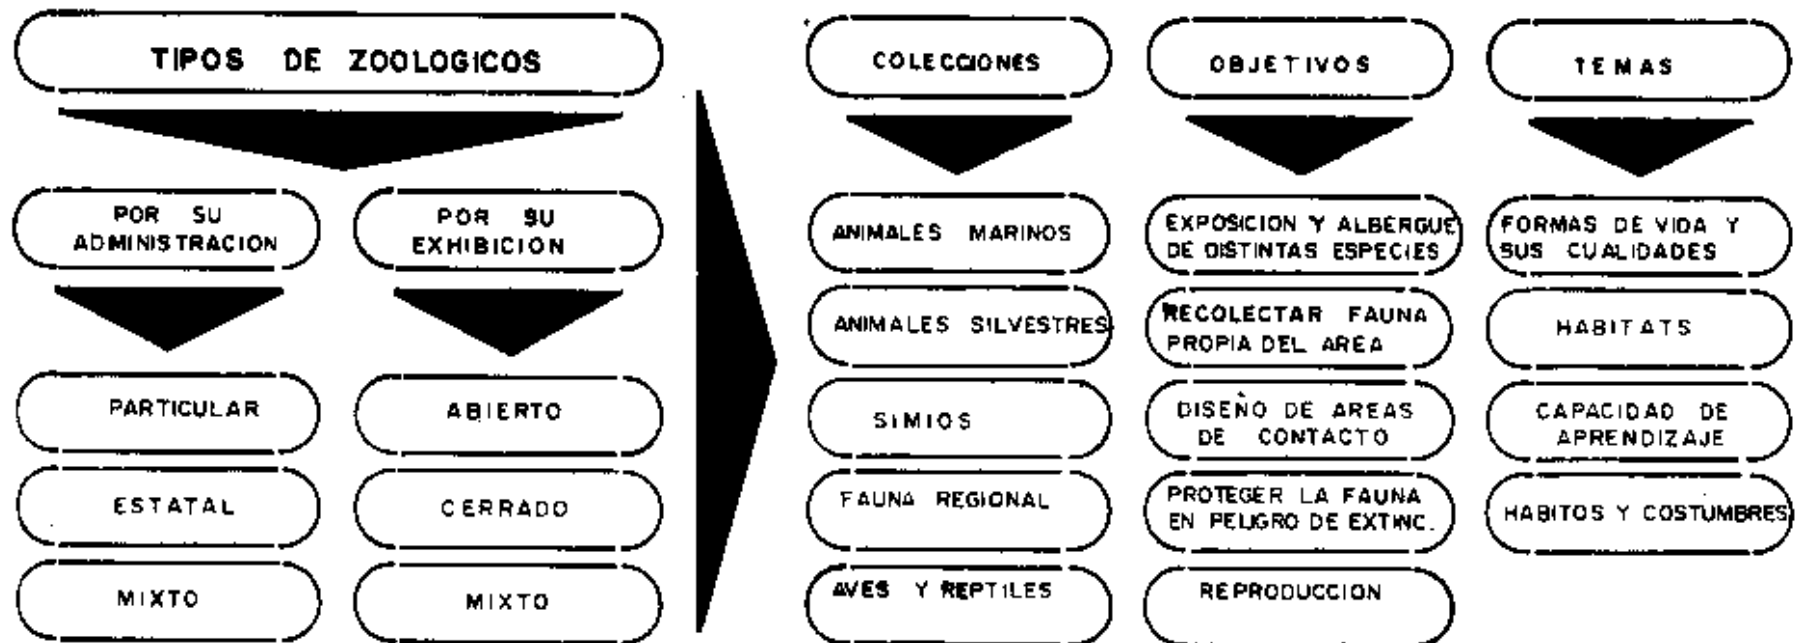 TIPOS DE ZOOLOGICOS
POR SU
ADMINISTRACION
PARTICULAR
ESTATAL
MIXTO
POR SU
EXHIBICION
ABIERTO
CERRADO
MIXTO
COLECCIONES
ANIMALES MARINOS
ANIMALES SILVESTRES
SIMIOS
FAUNA REGIONAL
AVES Y REPTILES
OBJETIVOS
EXPOSICION Y ALBERGUE
DE DISTINTAS ESPECIES
RECOLECTAR FAUNA
PROPIA DEL AREA
DISEÑO DE AREAS
DE CONTACTO
PROTEGER LA FAUNA
EN PELIGRO DE EXTINC.
REPRODUCCION
TEMAS
FORMAS DE VIDA Y
SUS CUALIDADES
HABITATS
CAPACIDAD DE
APRENDIZAJE
HABITOS Y COSTUMBRES